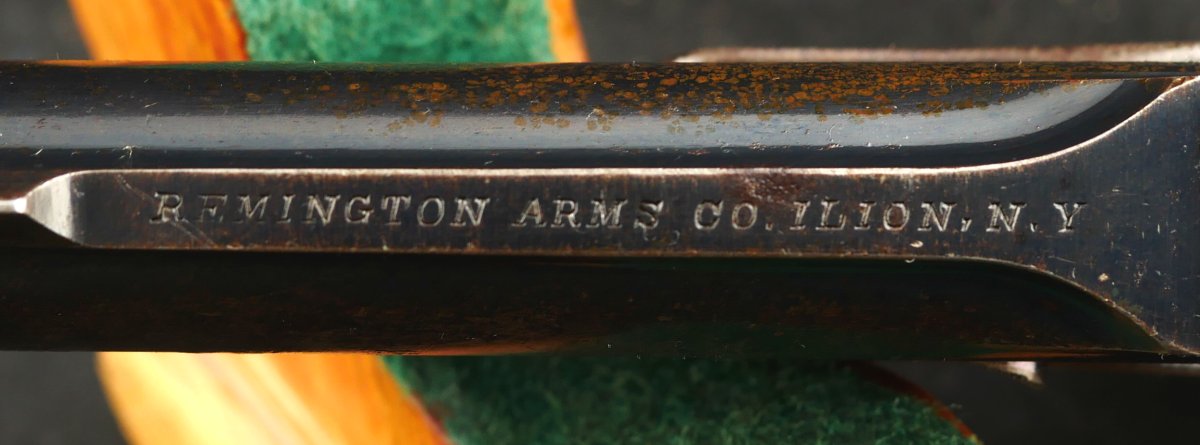 REMINGTON ARMS CO. ILION, N.Y